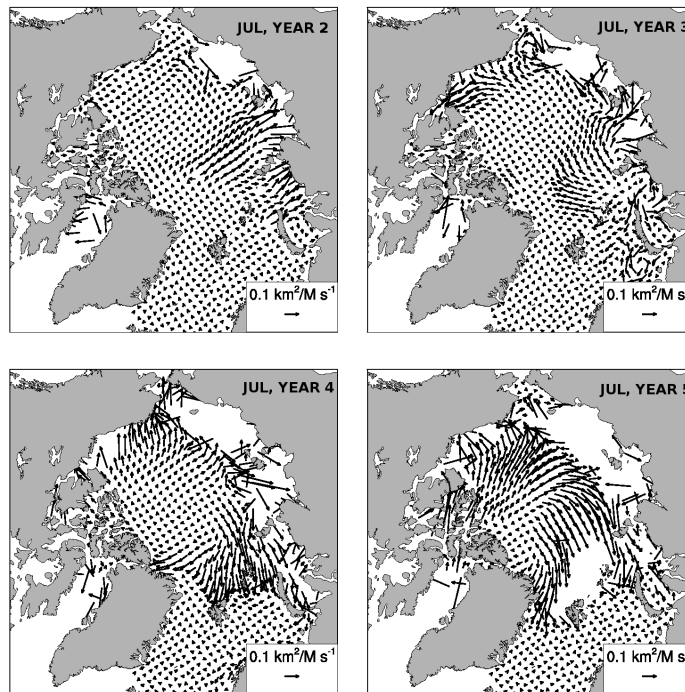 JUL, YEAR 2
0.1 km²/M s⁻¹
JUL, YEAR 3
0.1 km²/M s⁻¹
JUL, YEAR 4
0.1 km²/M s⁻¹
JUL, YEAR 5
0.1 km²/M s⁻¹